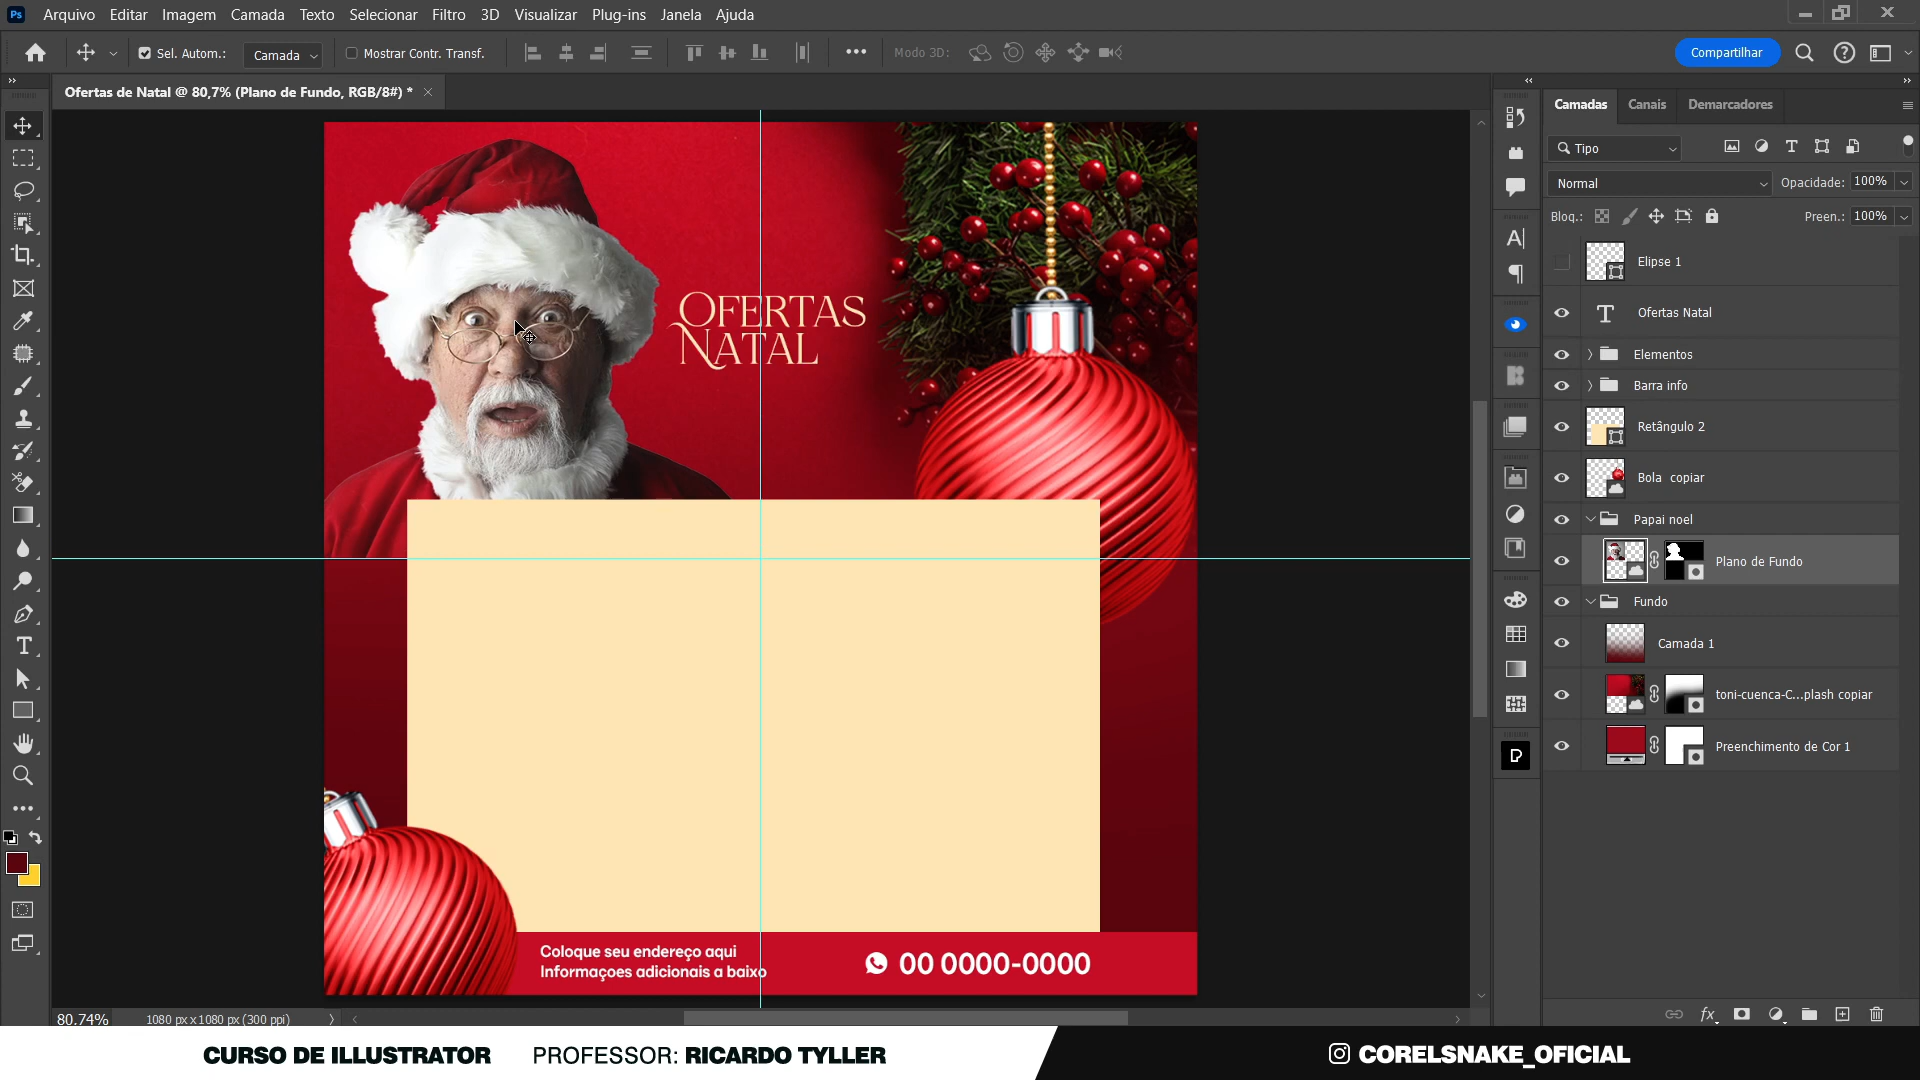 Ps Arquivo Editar Imagem Camada Texto Selecionar Filtro 3D Visualizar Plug-ins Janela Ajuda
Sel. Autom.: Camada Mostrar Contr. Transf. Modo 3D: Compartilhar
Ofertas de Natal @ 80,7% (Plano de Fundo, RGB/8#) *
Camadas Canais Demarcadores
Tipo
Normal Opacidade: 100%
Bloq.: Preen.: 100%
Elipse 1
Ofertas Natal
Elementos
Barra info
Retângulo 2
Bola copiar
Papai noel
Plano de Fundo
Fundo
Camada 1
toni-cuenca-C...plash copiar
Preenchimento de Cor 1
OFERTAS
NATAL
Coloque seu endereço aqui
Informaçoes adicionais a baixo
00 0000-0000
80,74% 1080 px x 1080 px (300 ppi)
CURSO DE ILLUSTRATOR PROFESSOR: RICARDO TYLLER CORELSNAKE_OFICIAL